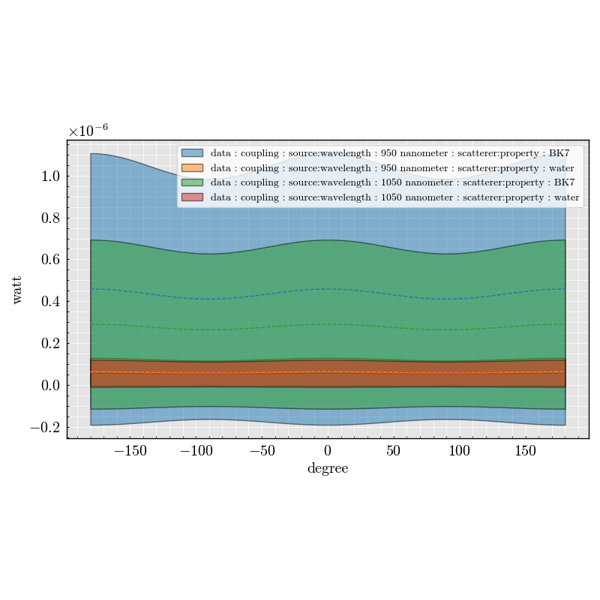 ×10⁻⁶
data : coupling : source:wavelength : 950 nanometer : scatterer:property : BK7
data : coupling : source:wavelength : 950 nanometer : scatterer:property : water
data : coupling : source:wavelength : 1050 nanometer : scatterer:property : BK7
data : coupling : source:wavelength : 1050 nanometer : scatterer:property : water
1.0
0.8
0.6
0.4
0.2
0.0
−0.2
watt
−150 −100 −50 0 50 100 150
degree